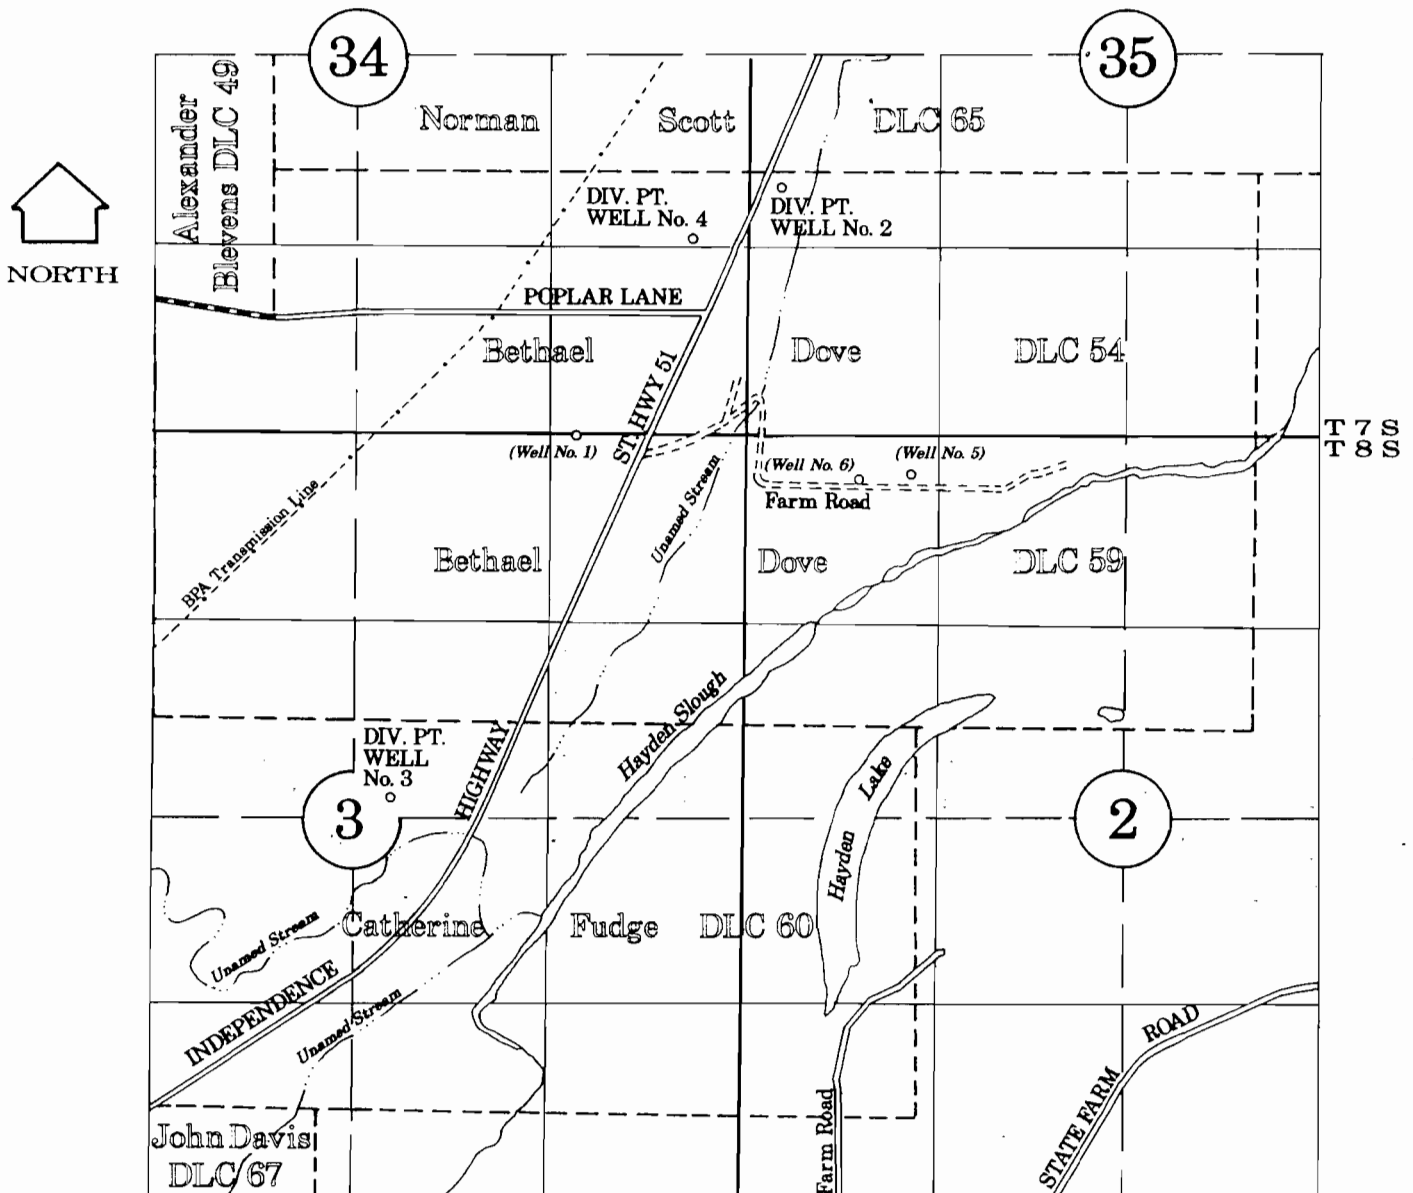 34
35
Alexander
Blevens DLC 49
Norman Scott DLC 65
NORTH
DIV. PT.
WELL No. 4
DIV. PT.
WELL No. 2
POPLAR LANE
Bethael Dove DLC 54
ST. HWY 51
T 7 S
T 8 S
(Well No. 1)
(Well No. 6)
(Well No. 5)
Farm Road
Unamed Stream
BPA Transmission Line
Bethael Dove DLC 59
Hayden Slough
DIV. PT.
WELL
No. 3
HIGHWAY
Hayden Lake
3
2
Catherine Fudge DLC 60
Unamed Stream
INDEPENDENCE
Unamed Stream
STATE FARM ROAD
Farm Road
John Davis
DLC 67